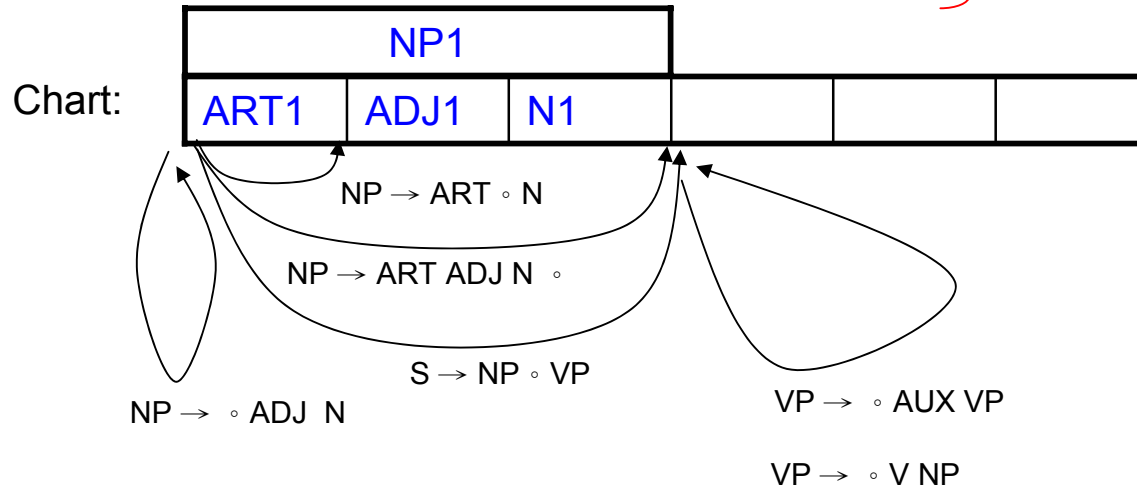 NP1
Chart:
ART1 ADJ1 N1
NP → ART ∘ N
NP → ART ADJ N ∘
S → NP ∘ VP
NP → ∘ ADJ N
VP → ∘ AUX VP
VP → ∘ V NP